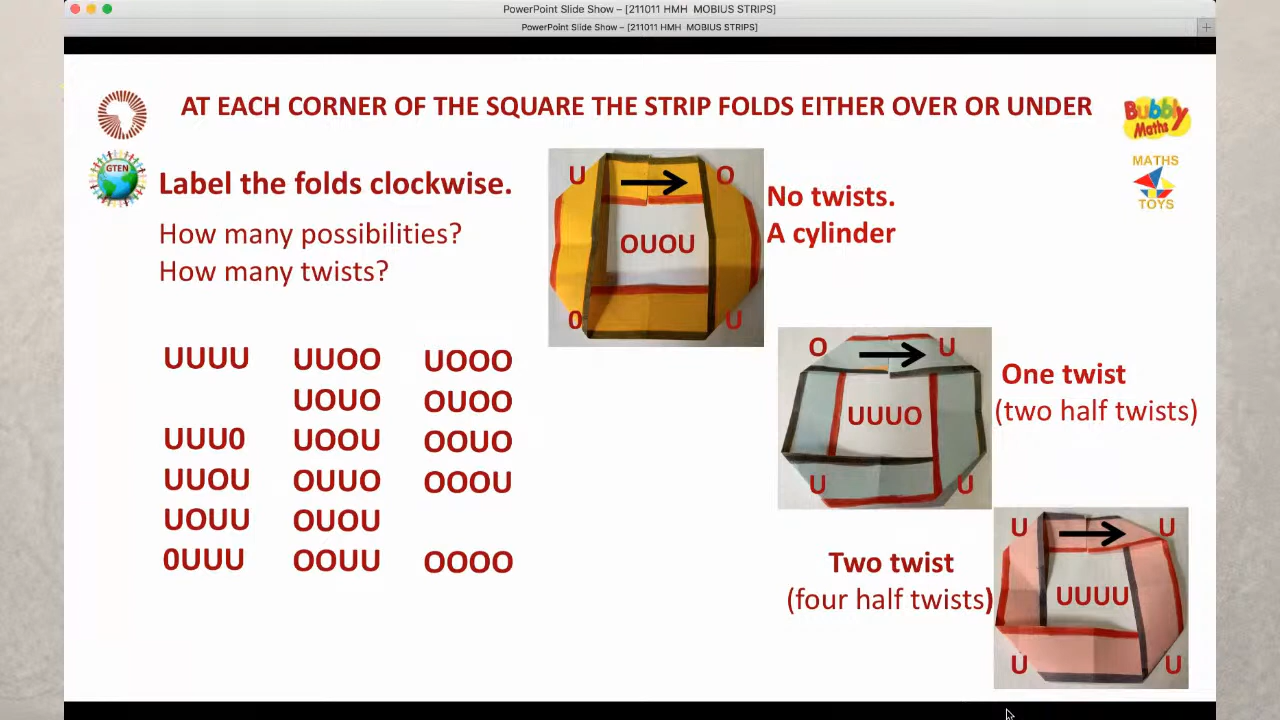 PowerPoint Slide Show – [211011 HMH  MOBIUS STRIPS]
PowerPoint Slide Show – [211011 HMH  MOBIUS STRIPS]
AT EACH CORNER OF THE SQUARE THE STRIP FOLDS EITHER OVER OR UNDER
Bubbly
Maths
GTEN
MATHS
TOYS
Label the folds clockwise.
How many possibilities?
How many twists?
U
O
OUOU
0
U
No twists.
A cylinder
UUUU UUOO UOOO
UOUO OUOO
UUU0 UOOU OOUO
UUOU OUUO OOOU
UOUU OUOU
0UUU OOUU OOOO
O
U
UUUO
U
U
One twist
(two half twists)
Two twist
(four half twists)
U
U
UUUU
U
U